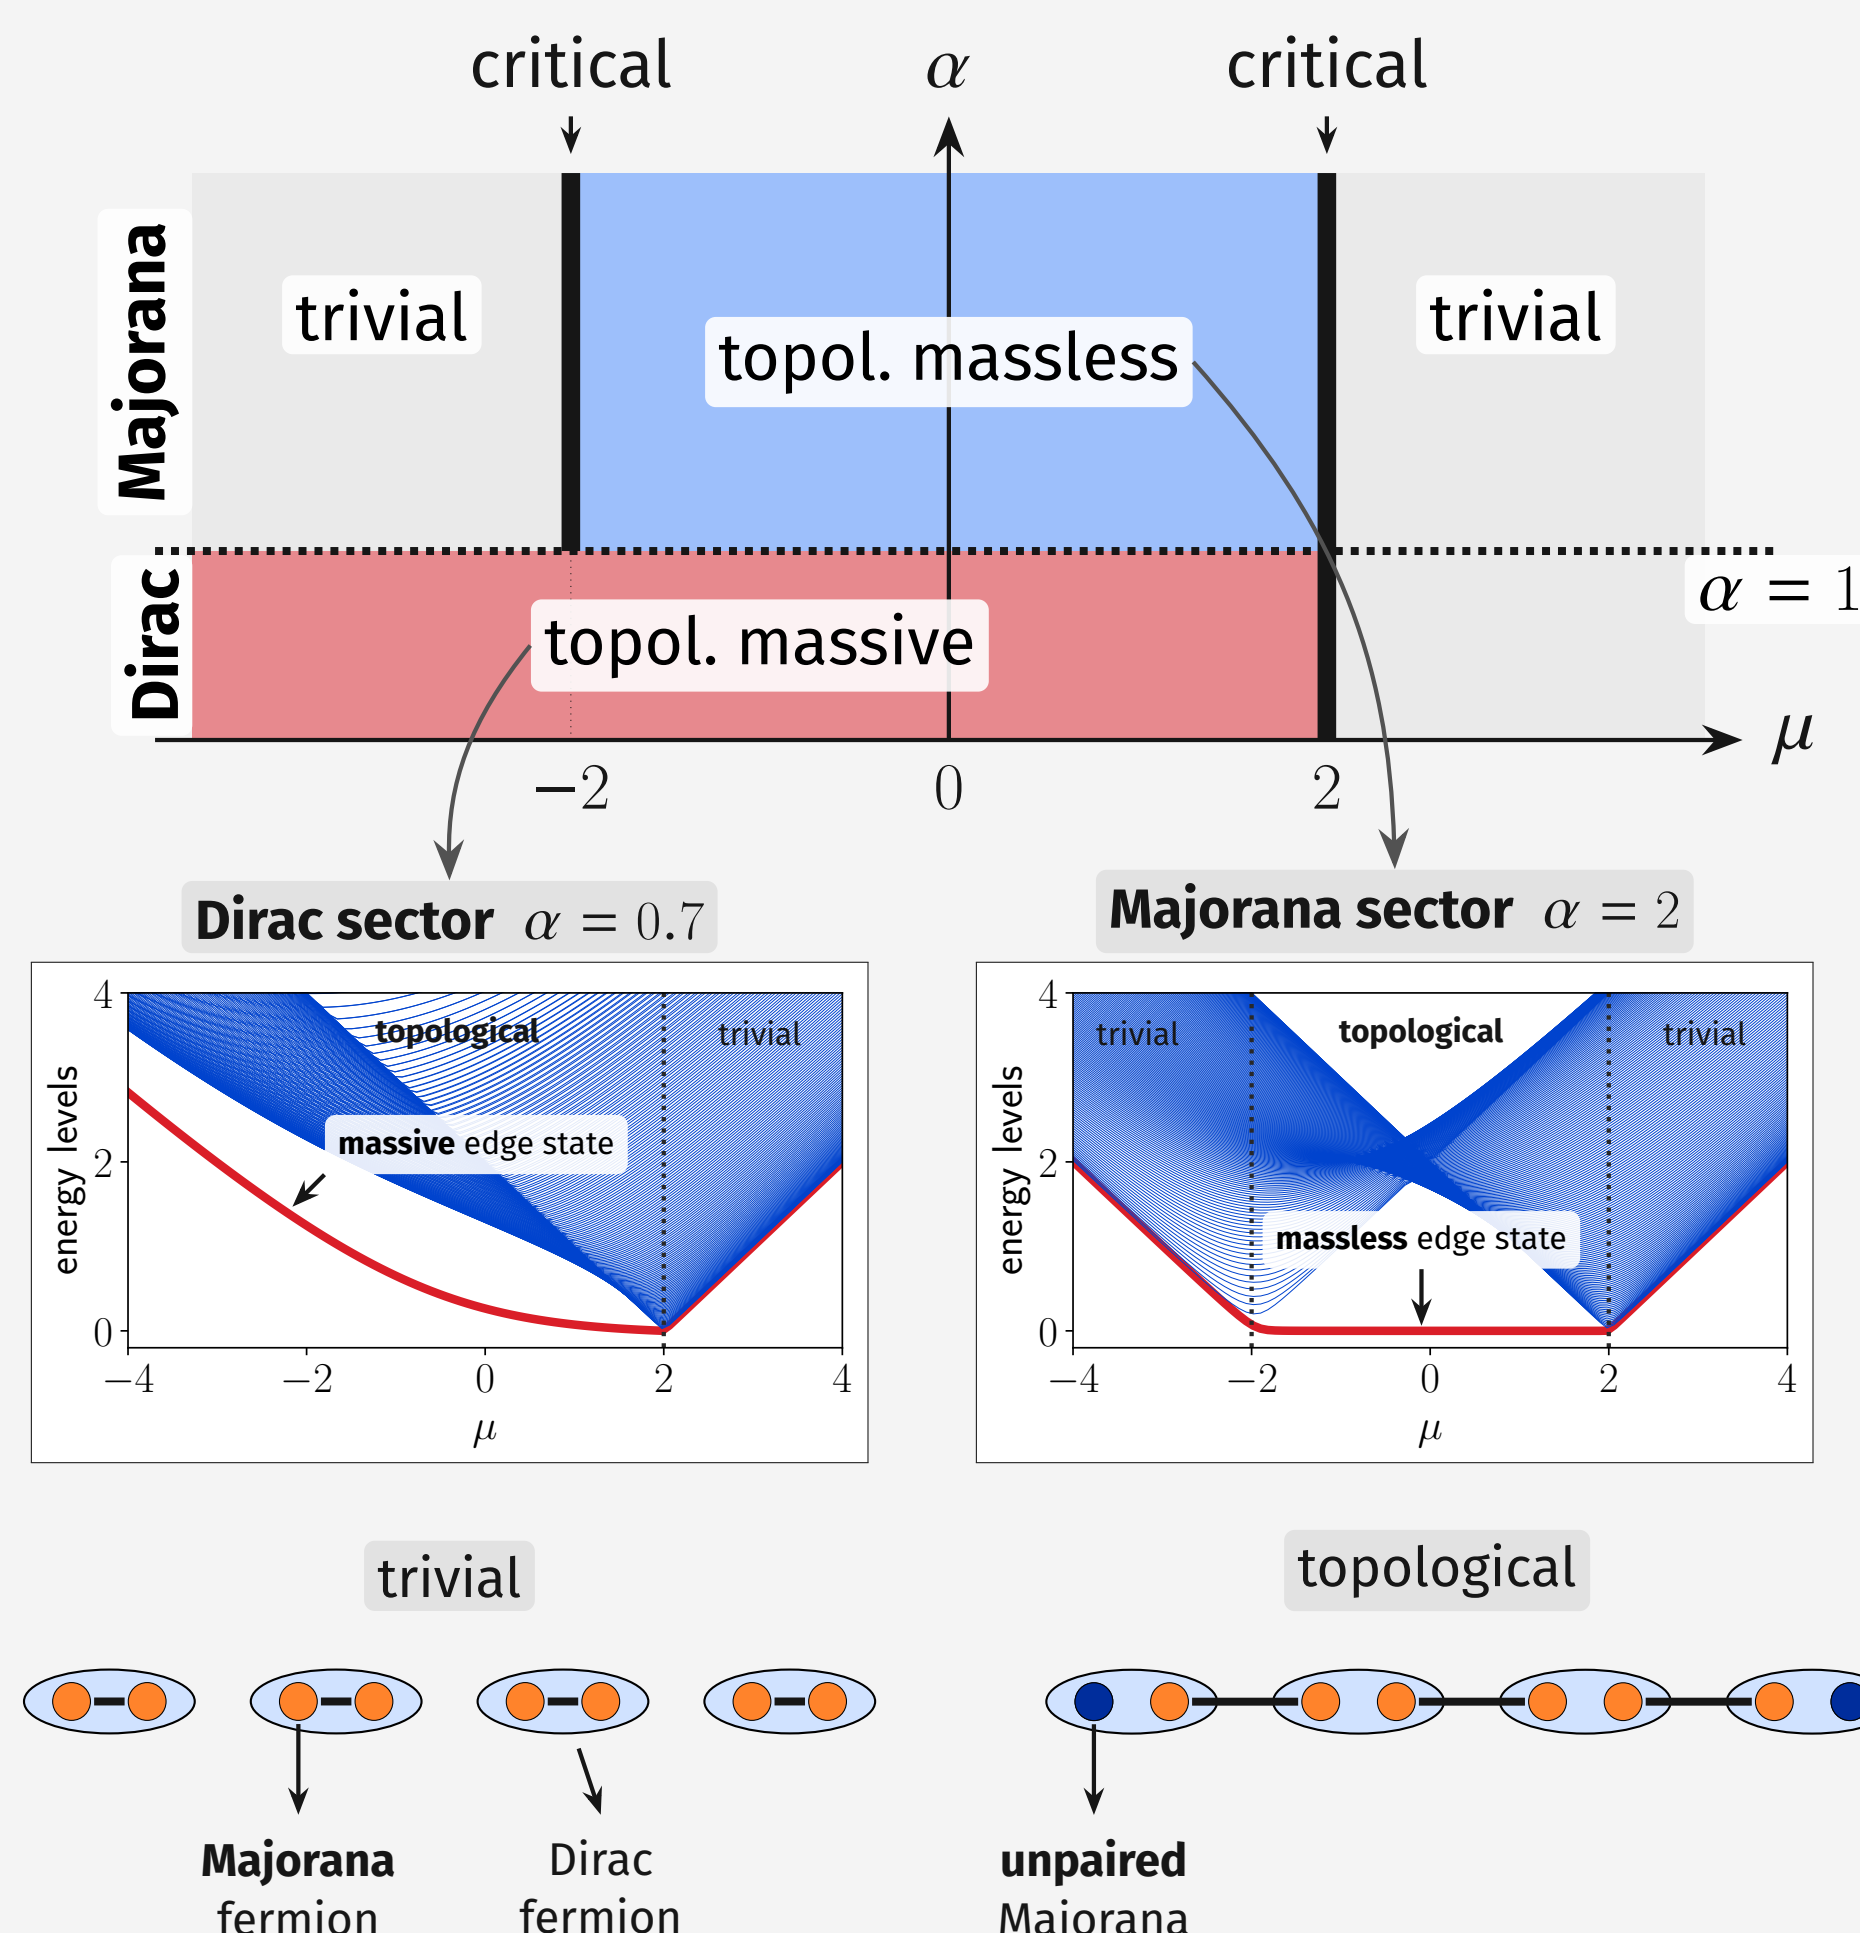 critical α critical
Majorana
trivial
topol. massless
trivial
Dirac
topol. massive
α = 1
μ
−2 0 2
Dirac sector α = 0.7
Majorana sector α = 2
energy levels
4
2
0
topological
trivial
massive edge state
−4 −2 0 2 4
μ
energy levels
4
2
0
trivial
topological
trivial
massless edge state
−4 −2 0 2 4
μ
trivial
topological
Majorana
fermion
Dirac
fermion
unpaired
Majorana